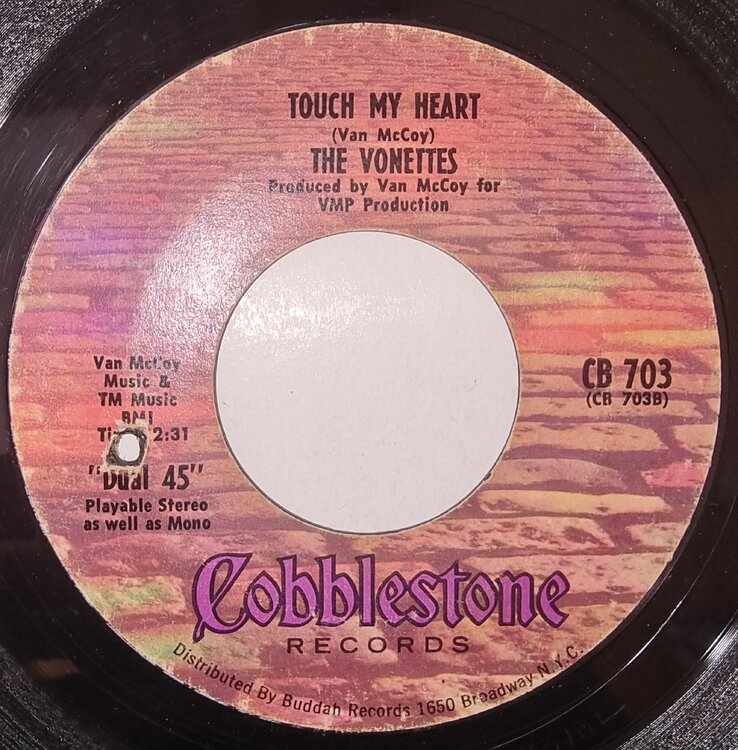 TOUCH MY HEART
(Van McCoy)
THE VONETTES
Produced by Van McCoy for
VMP Production
Van McCoy
Music &
TM Music
BMI
2:31
"Dual 45"
Playable Stereo
as well as Mono
CB 703
(CB 703B)
Cobblestone
RECORDS
Distributed By Buddah Records 1650 Broadway N.Y.C.